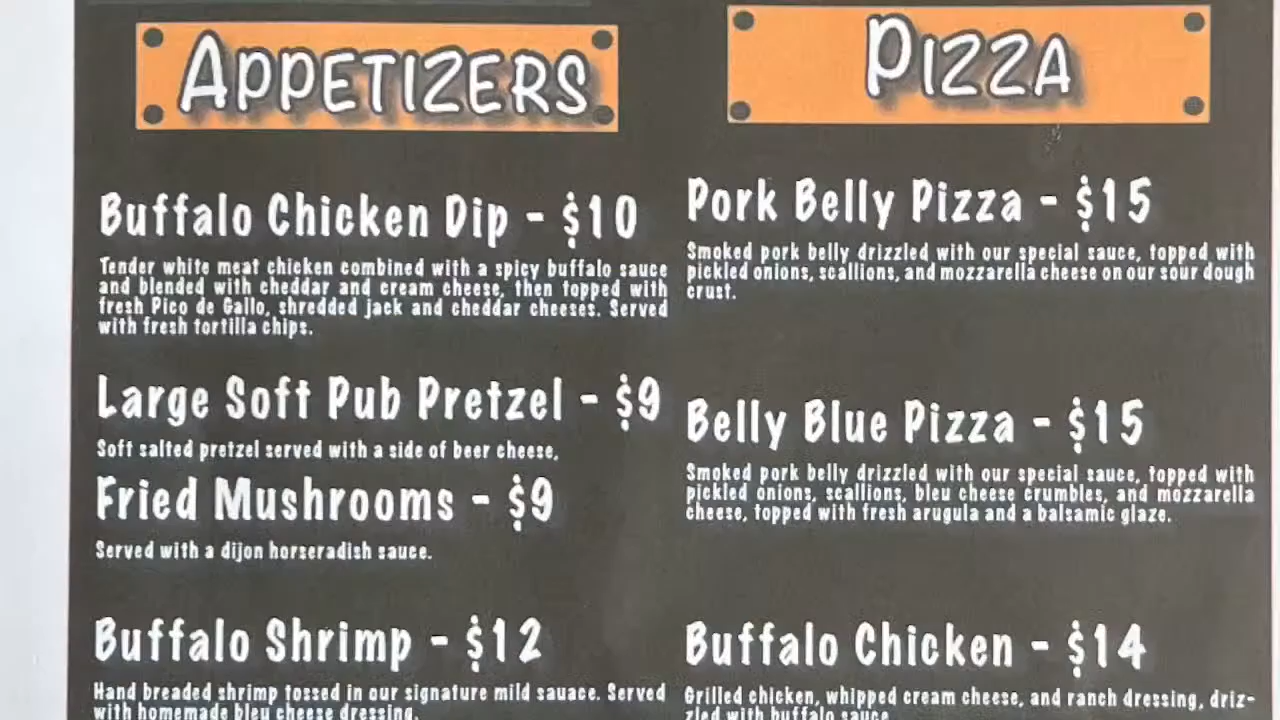 Appetizers
Buffalo Chicken Dip - $10
Tender white meat chicken combined with a spicy buffalo sauce
and blended with cheddar and cream cheese, then topped with
fresh Pico de Gallo, shredded jack and cheddar cheeses. Served
with fresh tortilla chips.
Large Soft Pub Pretzel - $9
Soft salted pretzel served with a side of beer cheese,
Fried Mushrooms - $9
Served with a dijon horseradish sauce.
Buffalo Shrimp - $12
Hand breaded shrimp tossed in our signature mild sauace. Served
with homemade bleu cheese dressing.
Pizza
Pork Belly Pizza - $15
Smoked pork belly drizzled with our special sauce, topped with
pickled onions, scallions, and mozzarella cheese on our sour dough
crust.
Belly Blue Pizza - $15
Smoked pork belly drizzled with our special sauce, topped with
pickled onions, scallions, bleu cheese crumbles, and mozzarella
cheese, topped with fresh arugula and a balsamic glaze.
Buffalo Chicken - $14
Grilled chicken, whipped cream cheese, and ranch dressing, driz-
zled with buffalo sauce